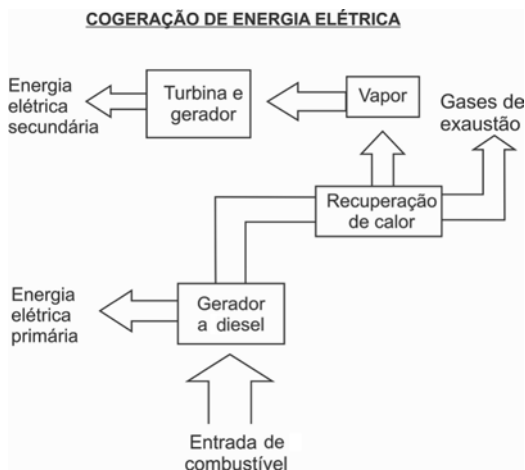 COGERAÇÃO DE ENERGIA ELÉTRICA
Energia
elétrica
secundária
Turbina e
gerador
Vapor
Gases de
exaustão
Recuperação
de calor
Energia
elétrica
primária
Gerador
a diesel
Entrada de
combustível